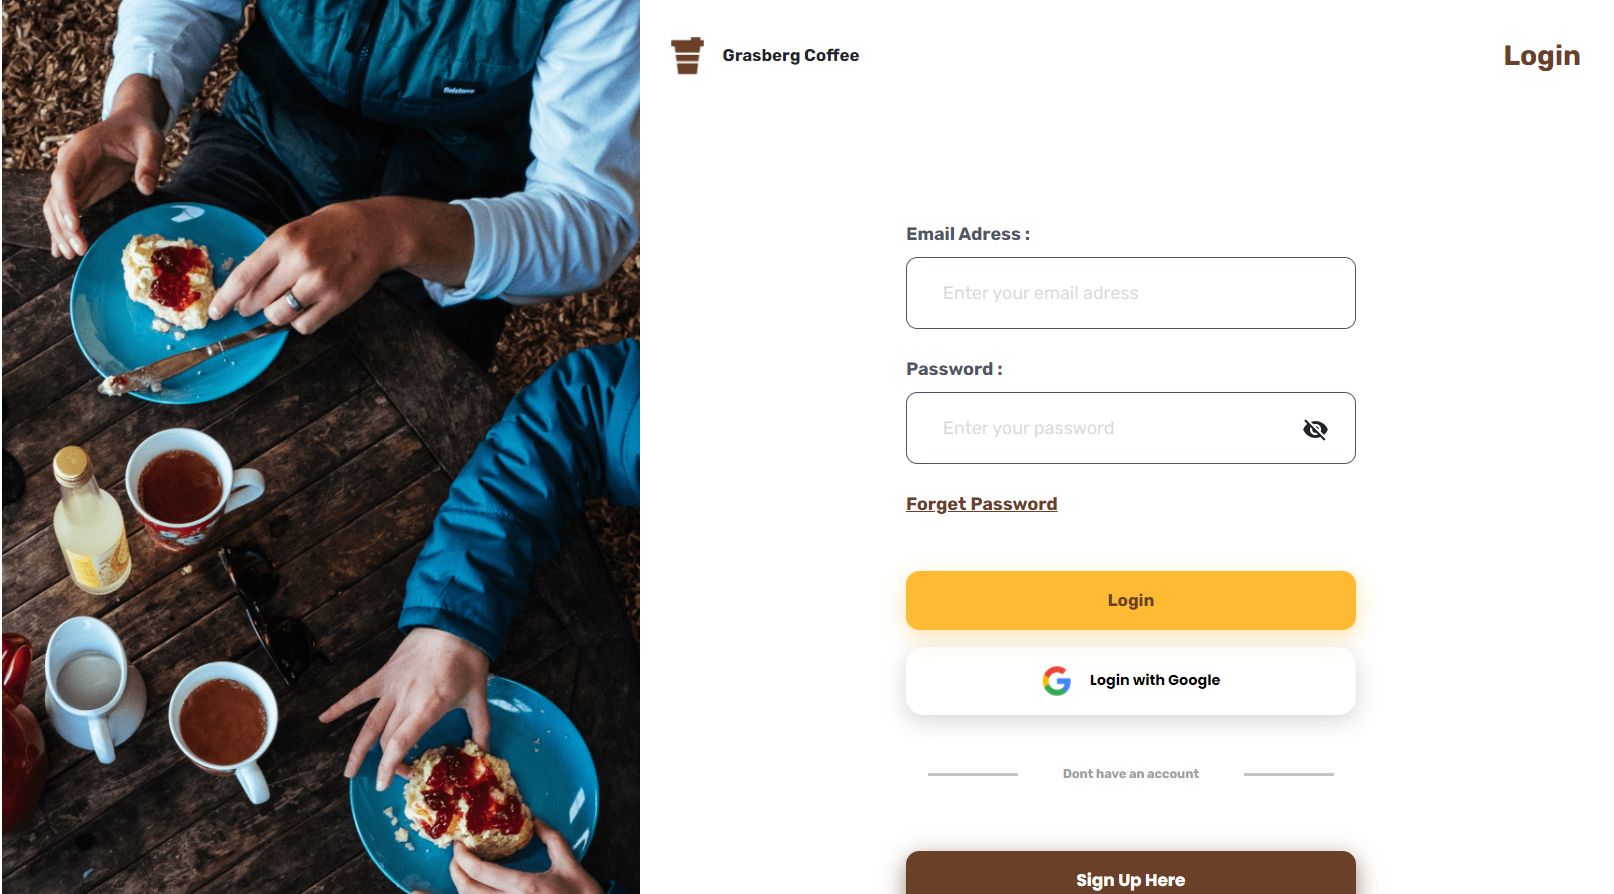 Grasberg Coffee
Login
Email Adress :
Enter your email adress
Password :
Enter your password
Forget Password
Login
Login with Google
Dont have an account
Sign Up Here